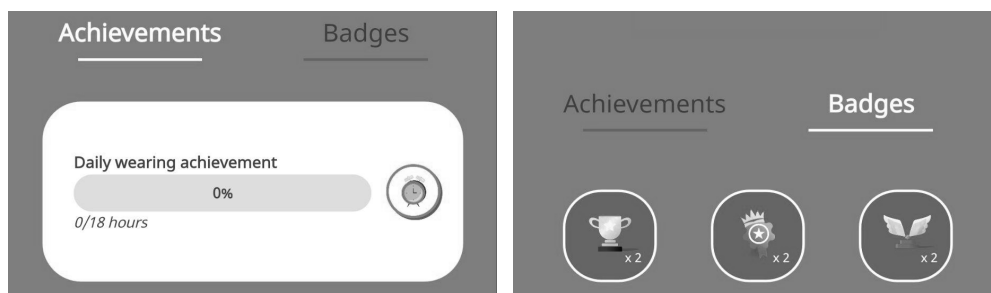 Achievements
Badges
Daily wearing achievement
0%
0/18 hours
Achievements
Badges
x 2
x 2
x 2